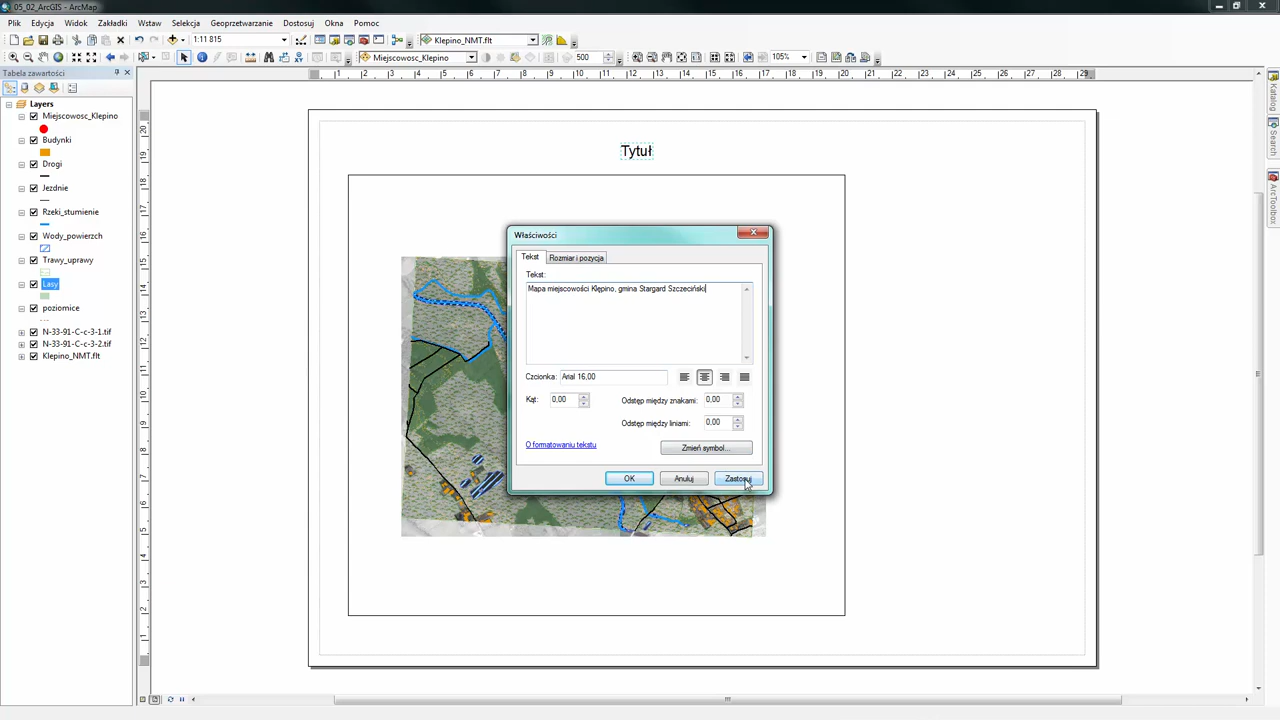 05_02_ArcGIS - ArcMap
Plik Edycja Widok Zakładki Wstaw Selekcja Geoprzetwarzanie Dostosuj Okna Pomoc
1:11 815
Klepino_NMT.flt
Miejscowosc_Klepino
500
105%
Tabela zawartości
Layers
Miejscowosc_Klepino
Budynki
Drogi
Jezdnie
Rzeki_stumienie
Wody_powierzch
Trawy_uprawy
Lasy
poziomice
N-33-91-C-c-3-1.tif
N-33-91-C-c-3-2.tif
Klepino_NMT.flt
Tytuł
Właściwości
Tekst Rozmiar i pozycja
Tekst:
Mapa miejscowości Klępino, gmina Stargard Szczeciński
Czcionka: Arial 16,00
Kąt: 0,00
Odstęp między znakami: 0,00
Odstęp między liniami: 0,00
O formatowaniu tekstu
Zmień symbol...
OK Anuluj Zastosuj
Katalog
Search
ArcToolbox